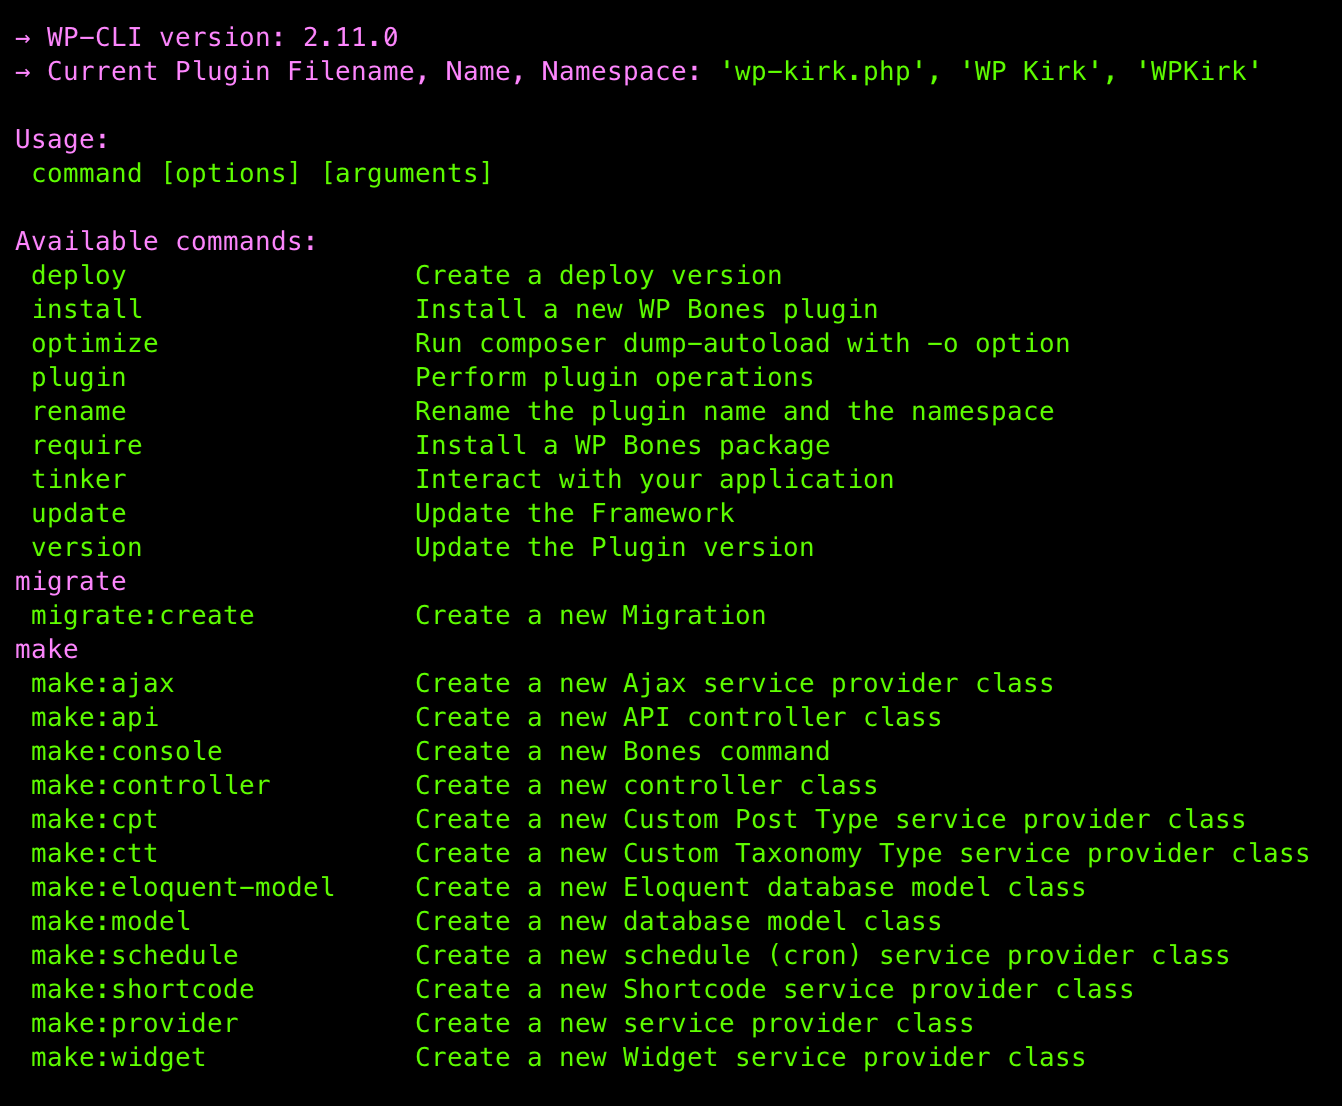 → WP-CLI version: 2.11.0
→ Current Plugin Filename, Name, Namespace: 'wp-kirk.php', 'WP Kirk', 'WPKirk'
Usage:
command [options] [arguments]
Available commands:
deploy Create a deploy version
install Install a new WP Bones plugin
optimize Run composer dump-autoload with -o option
plugin Perform plugin operations
rename Rename the plugin name and the namespace
require Install a WP Bones package
tinker Interact with your application
update Update the Framework
version Update the Plugin version
migrate
migrate:create Create a new Migration
make
make:ajax Create a new Ajax service provider class
make:api Create a new API controller class
make:console Create a new Bones command
make:controller Create a new controller class
make:cpt Create a new Custom Post Type service provider class
make:ctt Create a new Custom Taxonomy Type service provider class
make:eloquent-model Create a new Eloquent database model class
make:model Create a new database model class
make:schedule Create a new schedule (cron) service provider class
make:shortcode Create a new Shortcode service provider class
make:provider Create a new service provider class
make:widget Create a new Widget service provider class